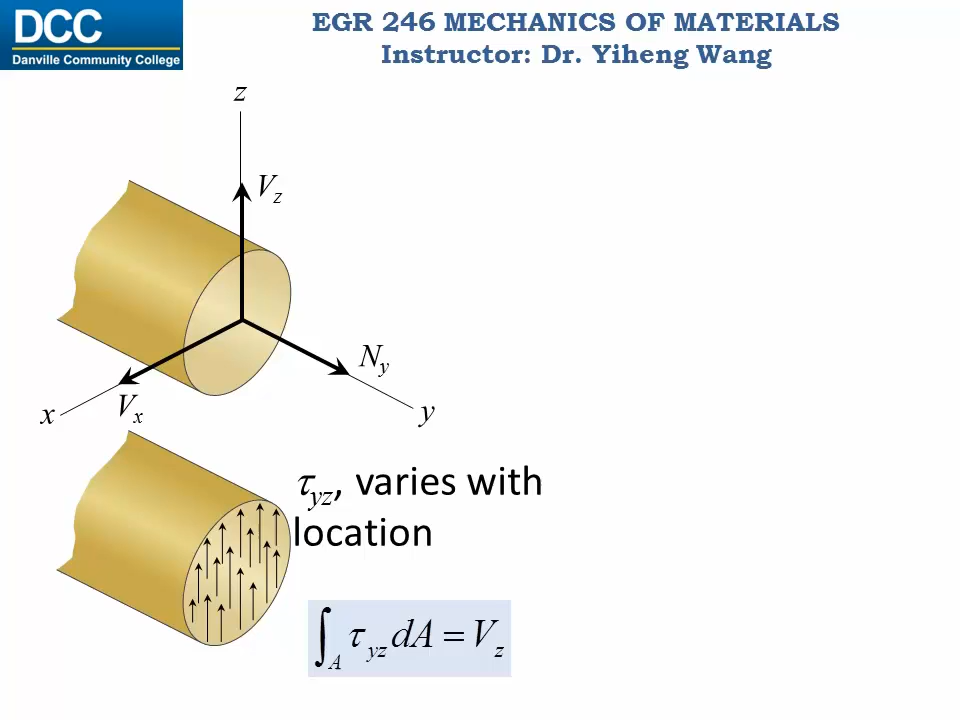 DCC
Danville Community College
EGR 246 MECHANICS OF MATERIALS
Instructor: Dr. Yiheng Wang
z
V_z
N_y
x
V_x
y
τ_yz, varies with
location
∫_A τ_yz dA = V_z